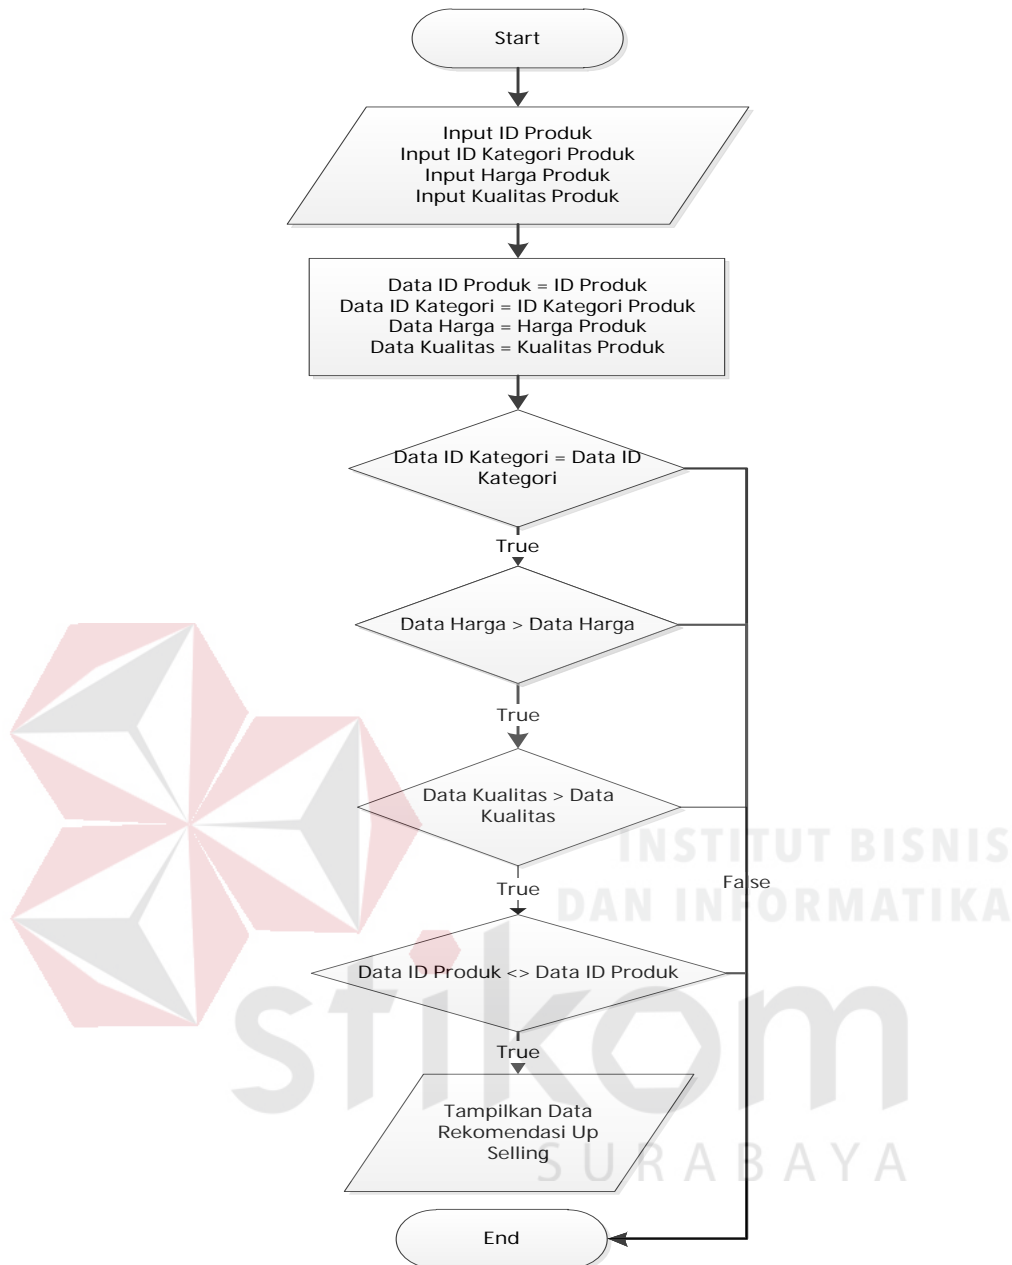 Start
Input ID Produk
Input ID Kategori Produk
Input Harga Produk
Input Kualitas Produk
Data ID Produk = ID Produk
Data ID Kategori = ID Kategori Produk
Data Harga = Harga Produk
Data Kualitas = Kualitas Produk
Data ID Kategori = Data ID
Kategori
True
Data Harga > Data Harga
True
Data Kualitas > Data
Kualitas
INSTITUT BISNIS
True
False
DAN INFORMATIKA
Data ID Produk <> Data ID Produk
stikom
True
Tampilkan Data
Rekomendasi Up
Selling
SURABAYA
End